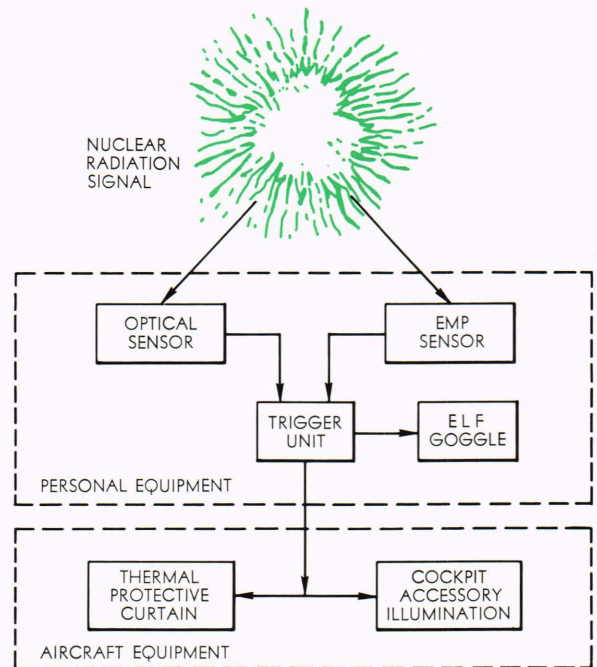 NUCLEAR
RADIATION
SIGNAL
OPTICAL
SENSOR
EMP
SENSOR
TRIGGER
UNIT
ELF
GOGGLE
PERSONAL EQUIPMENT
THERMAL
PROTECTIVE
CURTAIN
COCKPIT
ACCESSORY
ILLUMINATION
AIRCRAFT EQUIPMENT